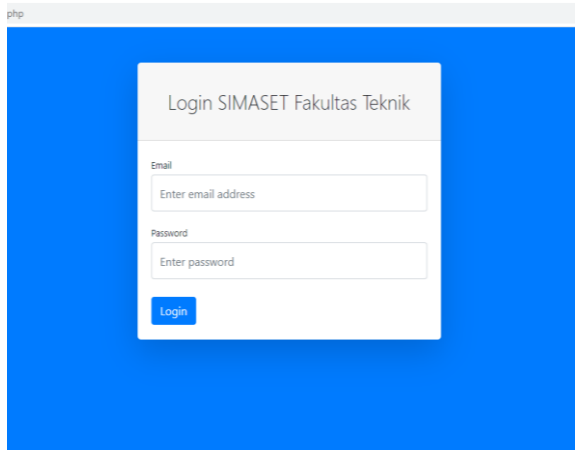 php
Login SIMASET Fakultas Teknik
Email
Enter email address
Password
Enter password
Login